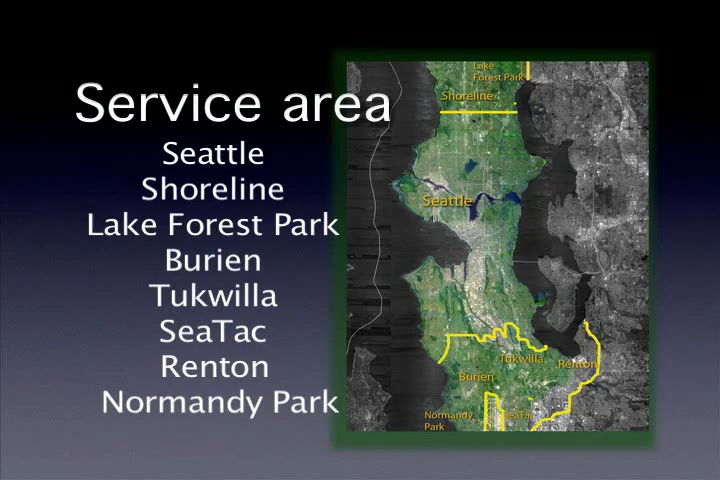 Service area
Seattle
Shoreline
Lake Forest Park
Burien
Tukwilla
SeaTac
Renton
Normandy Park
Lake
Forest Park
Shoreline
Seattle
Tukwilla
Renton
Burien
Normandy
Park
SeaTac